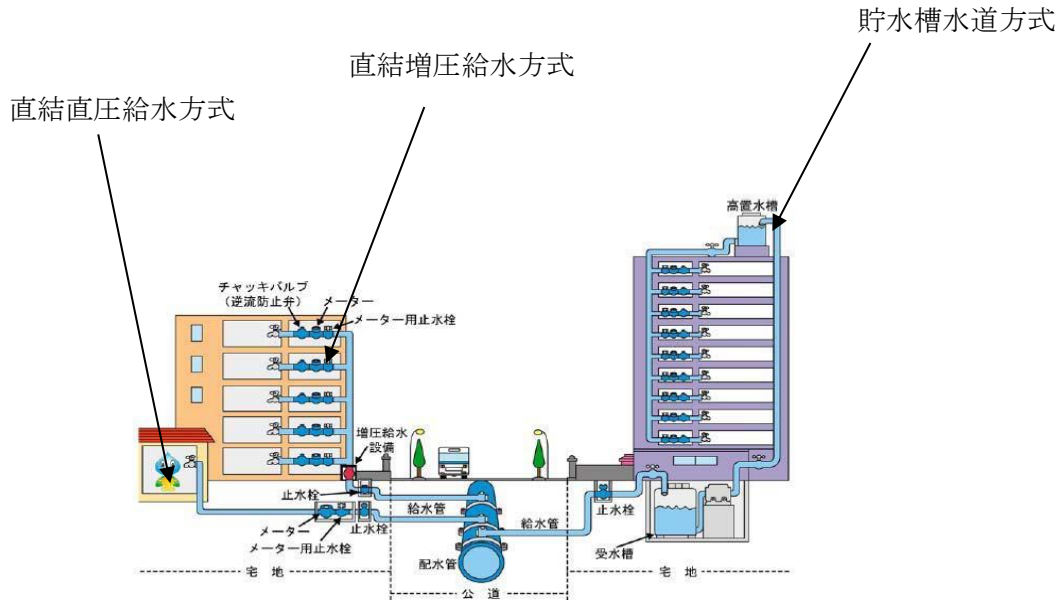 貯水槽水道方式
直結増圧給水方式
直結直圧給水方式
高置水槽
チャッキバルブ
（逆流防止弁）
メーター
メーター用止水栓
増圧給水
設備
止水栓
給水管
メーター
メーター用止水栓
止水栓
配水管
給水管
止水栓
受水槽
宅地
公道
宅地